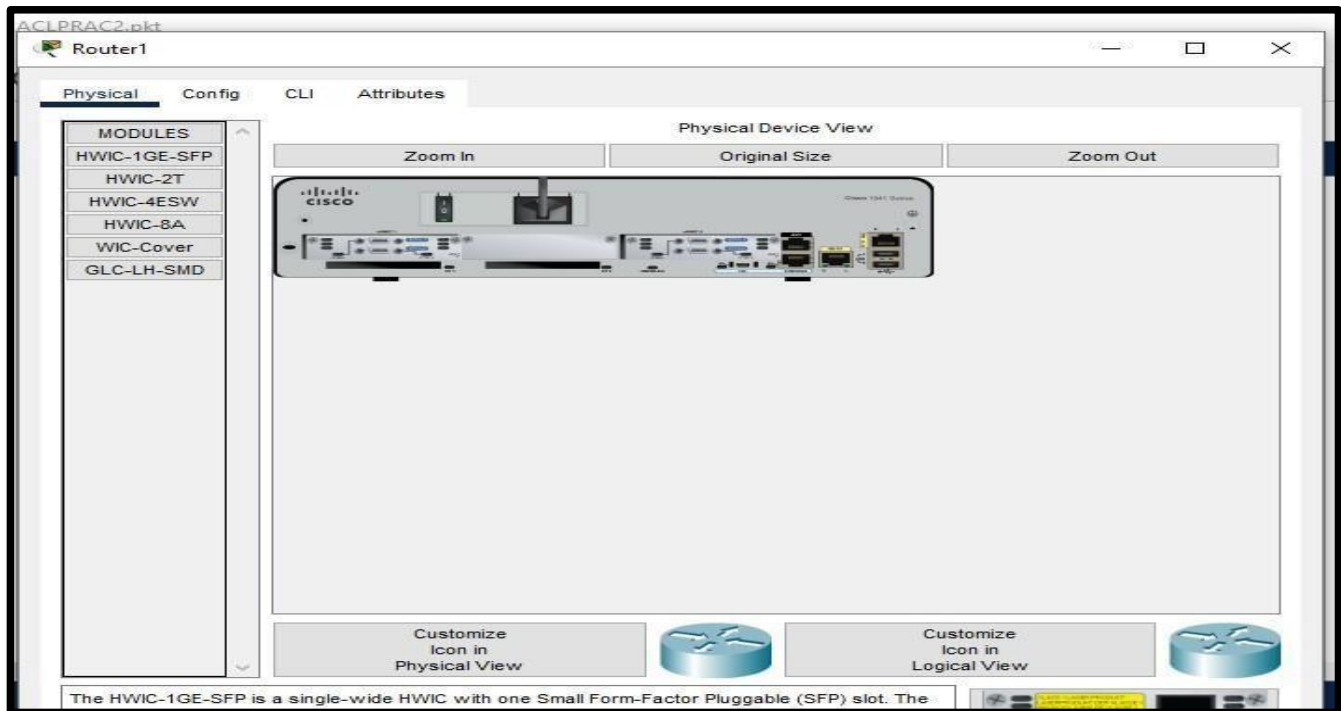 ACLPRAC2.pkt
Router1
Physical Config CLI Attributes
MODULES
HWIC-1GE-SFP
HWIC-2T
HWIC-4ESW
HWIC-8A
WIC-Cover
GLC-LH-SMD
Physical Device View
Zoom In Original Size Zoom Out
CISCO
Customize
Icon in
Physical View
Customize
Icon in
Logical View
The HWIC-1GE-SFP is a single-wide HWIC with one Small Form-Factor Pluggable (SFP) slot. The